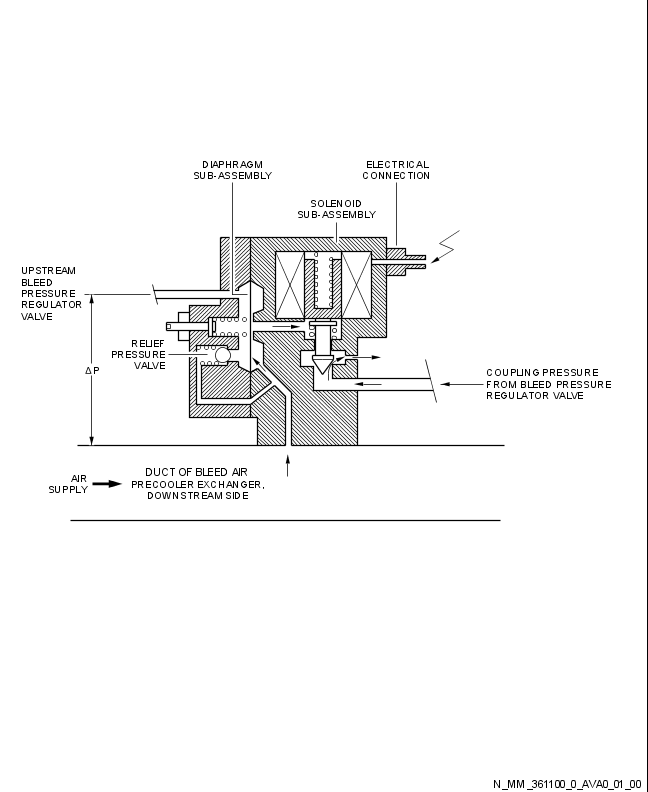 DIAPHRAGM
SUB-ASSEMBLY
ELECTRICAL
CONNECTION
SOLENOID
SUB-ASSEMBLY
UPSTREAM
BLEED
PRESSURE
REGULATOR
VALVE
RELIEF
PRESSURE
VALVE
ΔP
COUPLING PRESSURE
FROM BLEED PRESSURE
REGULATOR VALVE
AIR
SUPPLY
DUCT OF BLEED AIR
PRECOOLER EXCHANGER,
DOWNSTREAM SIDE
N_MM_361100_0_AVA0_01_00